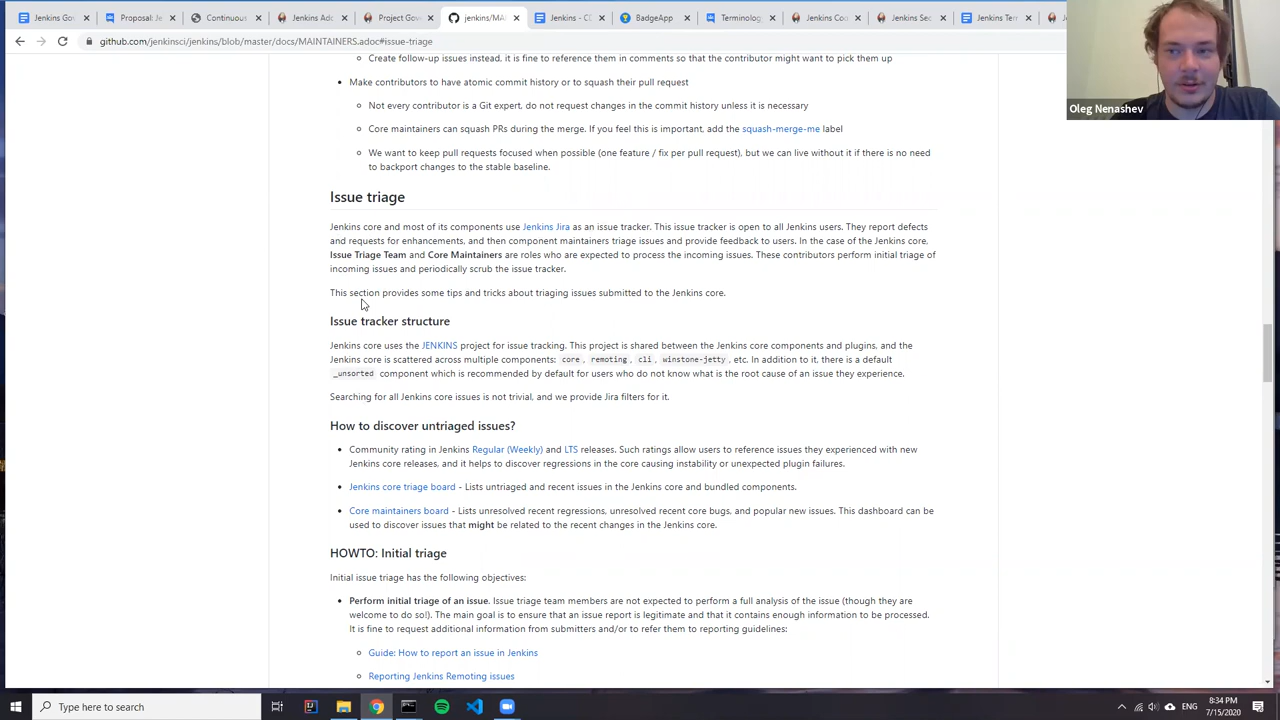 Jenkins Gov
Proposal: Je
Continuous
Jenkins Ado
Project Gove
jenkins/MA
Jenkins - CD
BadgeApp
Terminolog
Jenkins Coc
Jenkins Sec
Jenkins Terr
github.com/jenkinsci/jenkins/blob/master/docs/MAINTAINERS.adoc#issue-triage
Oleg Nenashev
Create follow-up issues instead, it is fine to reference them in comments so that the contributor might want to pick them up
Make contributors to have atomic commit history or to squash their pull request
Not every contributor is a Git expert, do not request changes in the commit history unless it is necessary
Core maintainers can squash PRs during the merge. If you feel this is important, add the squash-merge-me label
We want to keep pull requests focused when possible (one feature / fix per pull request), but we can live without it if there is no need
to backport changes to the stable baseline.
Issue triage
Jenkins core and most of its components use Jenkins Jira as an issue tracker. This issue tracker is open to all Jenkins users. They report defects
and requests for enhancements, and then component maintainers triage issues and provide feedback to users. In the case of the Jenkins core,
Issue Triage Team and Core Maintainers are roles who are expected to process the incoming issues. These contributors perform initial triage of
incoming issues and periodically scrub the issue tracker.
This section provides some tips and tricks about triaging issues submitted to the Jenkins core.
Issue tracker structure
Jenkins core uses the JENKINS project for issue tracking. This project is shared between the Jenkins core components and plugins, and the
Jenkins core is scattered across multiple components: core, remoting, cli, winstone-jetty, etc. In addition to it, there is a default
_unsorted component which is recommended by default for users who do not know what is the root cause of an issue they experience.
Searching for all Jenkins core issues is not trivial, and we provide Jira filters for it.
How to discover untriaged issues?
Community rating in Jenkins Regular (Weekly) and LTS releases. Such ratings allow users to reference issues they experienced with new
Jenkins core releases, and it helps to discover regressions in the core causing instability or unexpected plugin failures.
Jenkins core triage board - Lists untriaged and recent issues in the Jenkins core and bundled components.
Core maintainers board - Lists unresolved recent regressions, unresolved recent core bugs, and popular new issues. This dashboard can be
used to discover issues that might be related to the recent changes in the Jenkins core.
HOWTO: Initial triage
Initial issue triage has the following objectives:
Perform initial triage of an issue. Issue triage team members are not expected to perform a full analysis of the issue (though they are
welcome to do so!). The main goal is to ensure that an issue report is legitimate and that it contains enough information to be processed.
It is fine to request additional information from submitters and/or to refer them to reporting guidelines:
Guide: How to report an issue in Jenkins
Reporting Jenkins Remoting issues
Type here to search
8:34 PM
7/15/2020